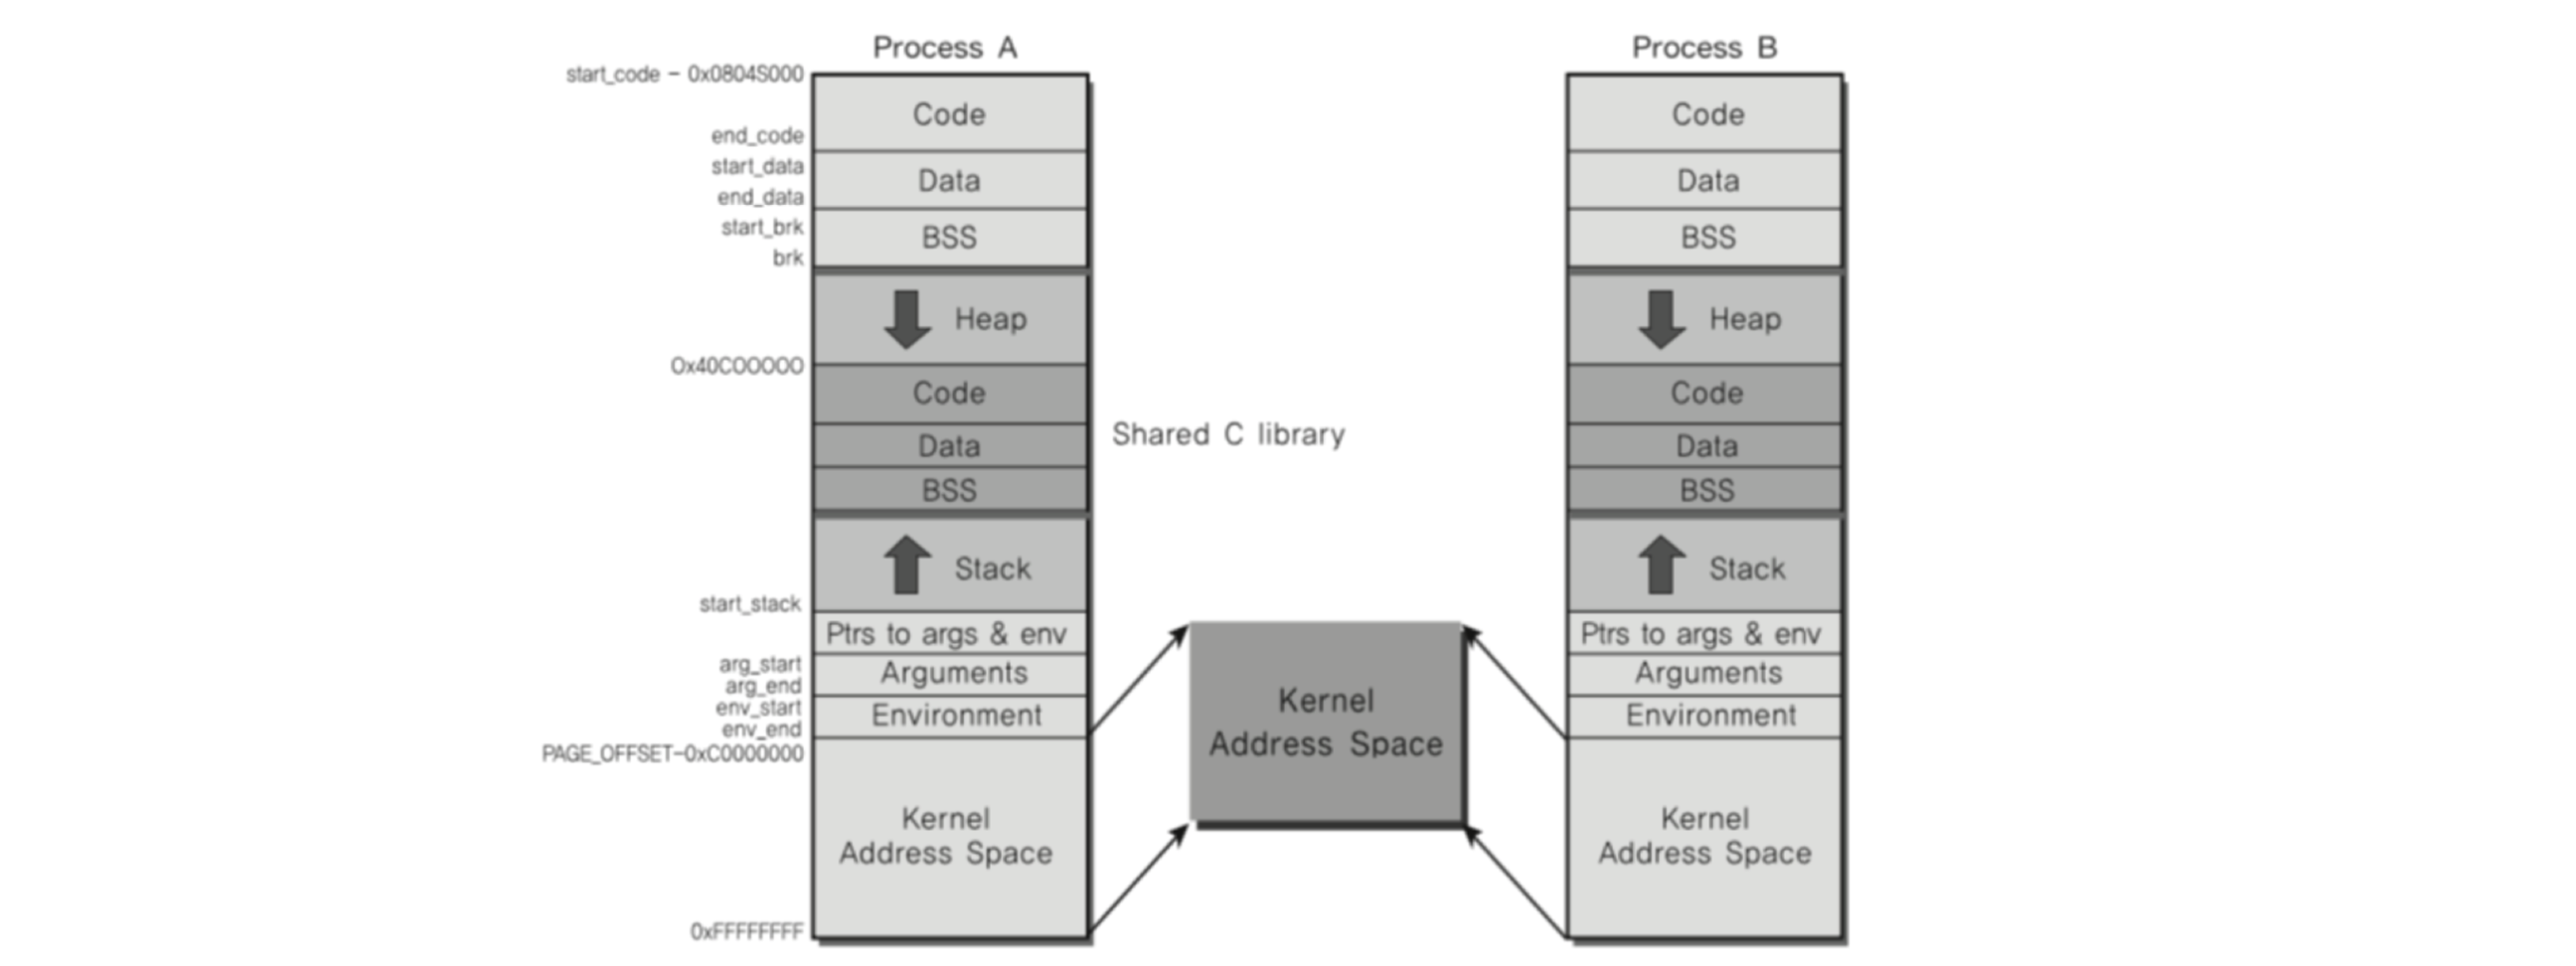 Process A
Process B
start_code - 0x0804S000
Code
Code
end_code
start_data
Data
Data
end_data
start_brk
BSS
BSS
brk
Heap
Heap
0x40C00000
Code
Code
Shared C library
Data
Data
BSS
BSS
Stack
Stack
start_stack
Ptrs to args & env
Ptrs to args & env
arg_start
Arguments
Arguments
arg_end
env_start
Environment
Environment
env_end
Kernel
Address Space
PAGE_OFFSET-0xC0000000
Kernel
Address Space
Kernel
Address Space
0xFFFFFFFF